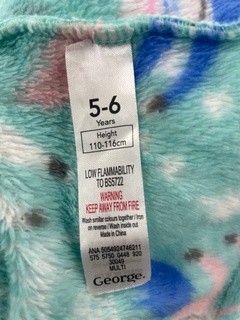 5-6
Years
Height
110-116cm
LOW FLAMMABILITY
TO BS5722
WARNING
KEEP AWAY FROM FIRE
Wash similar colours together / Iron
on reverse / Wash inside out
Made in China
ANA: 5054924746211
575 5750 0448 920
30049
MULTI
George.